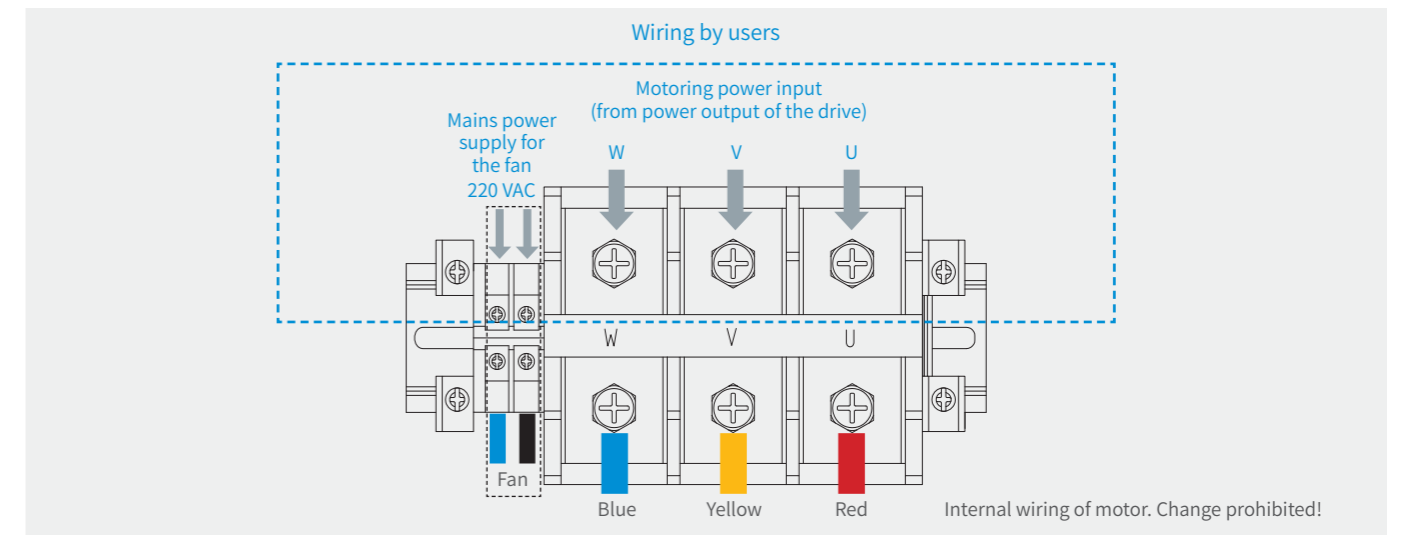 Wiring by users
Motoring power input
(from power output of the drive)
Mains power
supply for
the fan
220 VAC
W V U
W V U
Fan
Blue Yellow Red
Internal wiring of motor. Change prohibited!